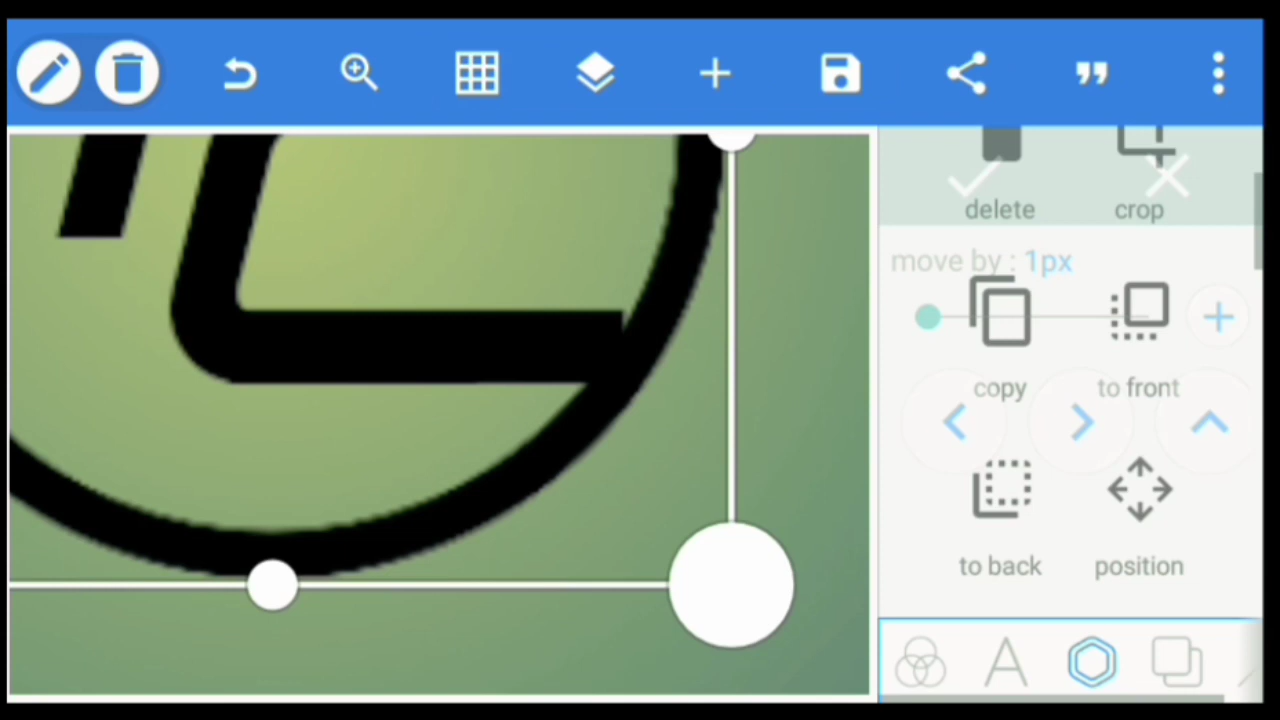 delete crop
move by : 1px
copy to front
to back position